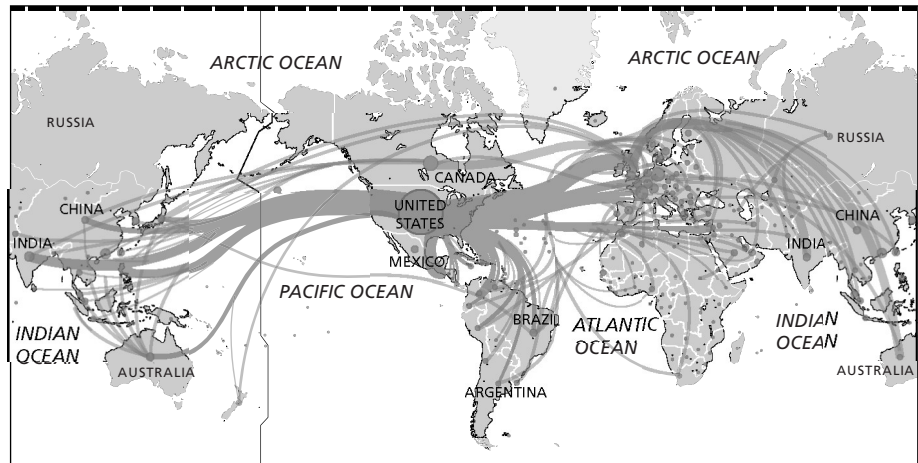 ARCTIC OCEAN
ARCTIC OCEAN
RUSSIA
RUSSIA
CANADA
CHINA
UNITED
STATES
CHINA
INDIA
INDIA
MEXICO
PACIFIC OCEAN
BRAZIL
ATLANTIC
OCEAN
INDIAN
OCEAN
INDIAN
OCEAN
AUSTRALIA
AUSTRALIA
ARGENTINA